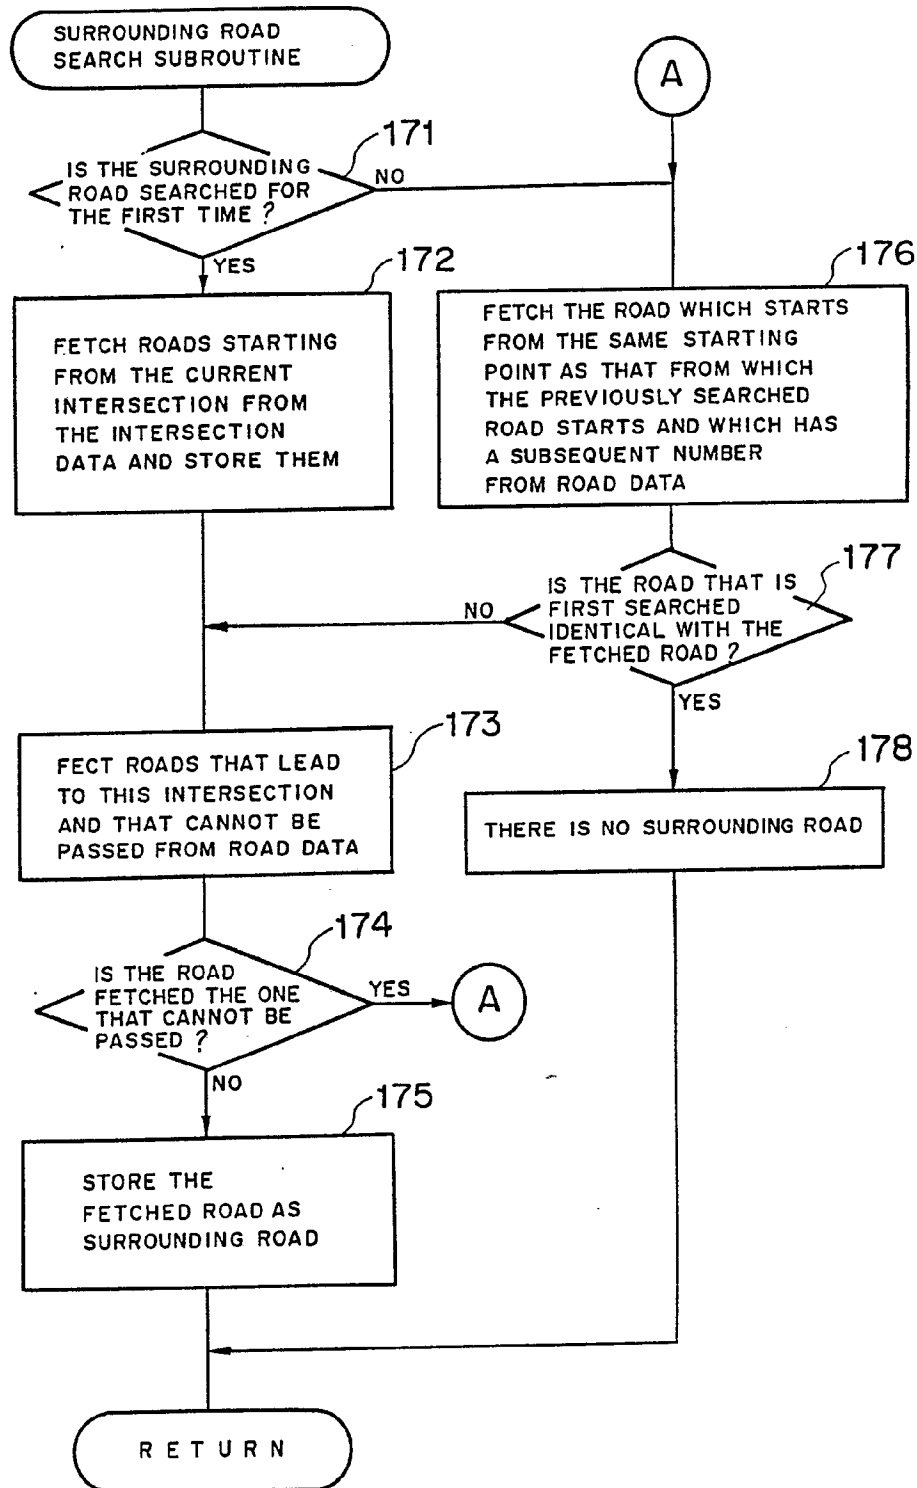 SURROUNDING ROAD
SEARCH SUBROUTINE
A
171
IS THE SURROUNDING
ROAD SEARCHED FOR
THE FIRST TIME ?
NO
YES
172
FETCH ROADS STARTING
FROM THE CURRENT
INTERSECTION FROM
THE INTERSECTION
DATA AND STORE THEM
176
FETCH THE ROAD WHICH STARTS
FROM THE SAME STARTING
POINT AS THAT FROM WHICH
THE PREVIOUSLY SEARCHED
ROAD STARTS AND WHICH HAS
A SUBSEQUENT NUMBER
FROM ROAD DATA
177
IS THE ROAD THAT IS
FIRST SEARCHED
IDENTICAL WITH THE
FETCHED ROAD ?
NO
YES
173
FECT ROADS THAT LEAD
TO THIS INTERSECTION
AND THAT CANNOT BE
PASSED FROM ROAD DATA
178
THERE IS NO SURROUNDING ROAD
174
IS THE ROAD
FETCHED THE ONE
THAT CANNOT BE
PASSED ?
YES
A
NO
175
STORE THE
FETCHED ROAD AS
SURROUNDING ROAD
RETURN